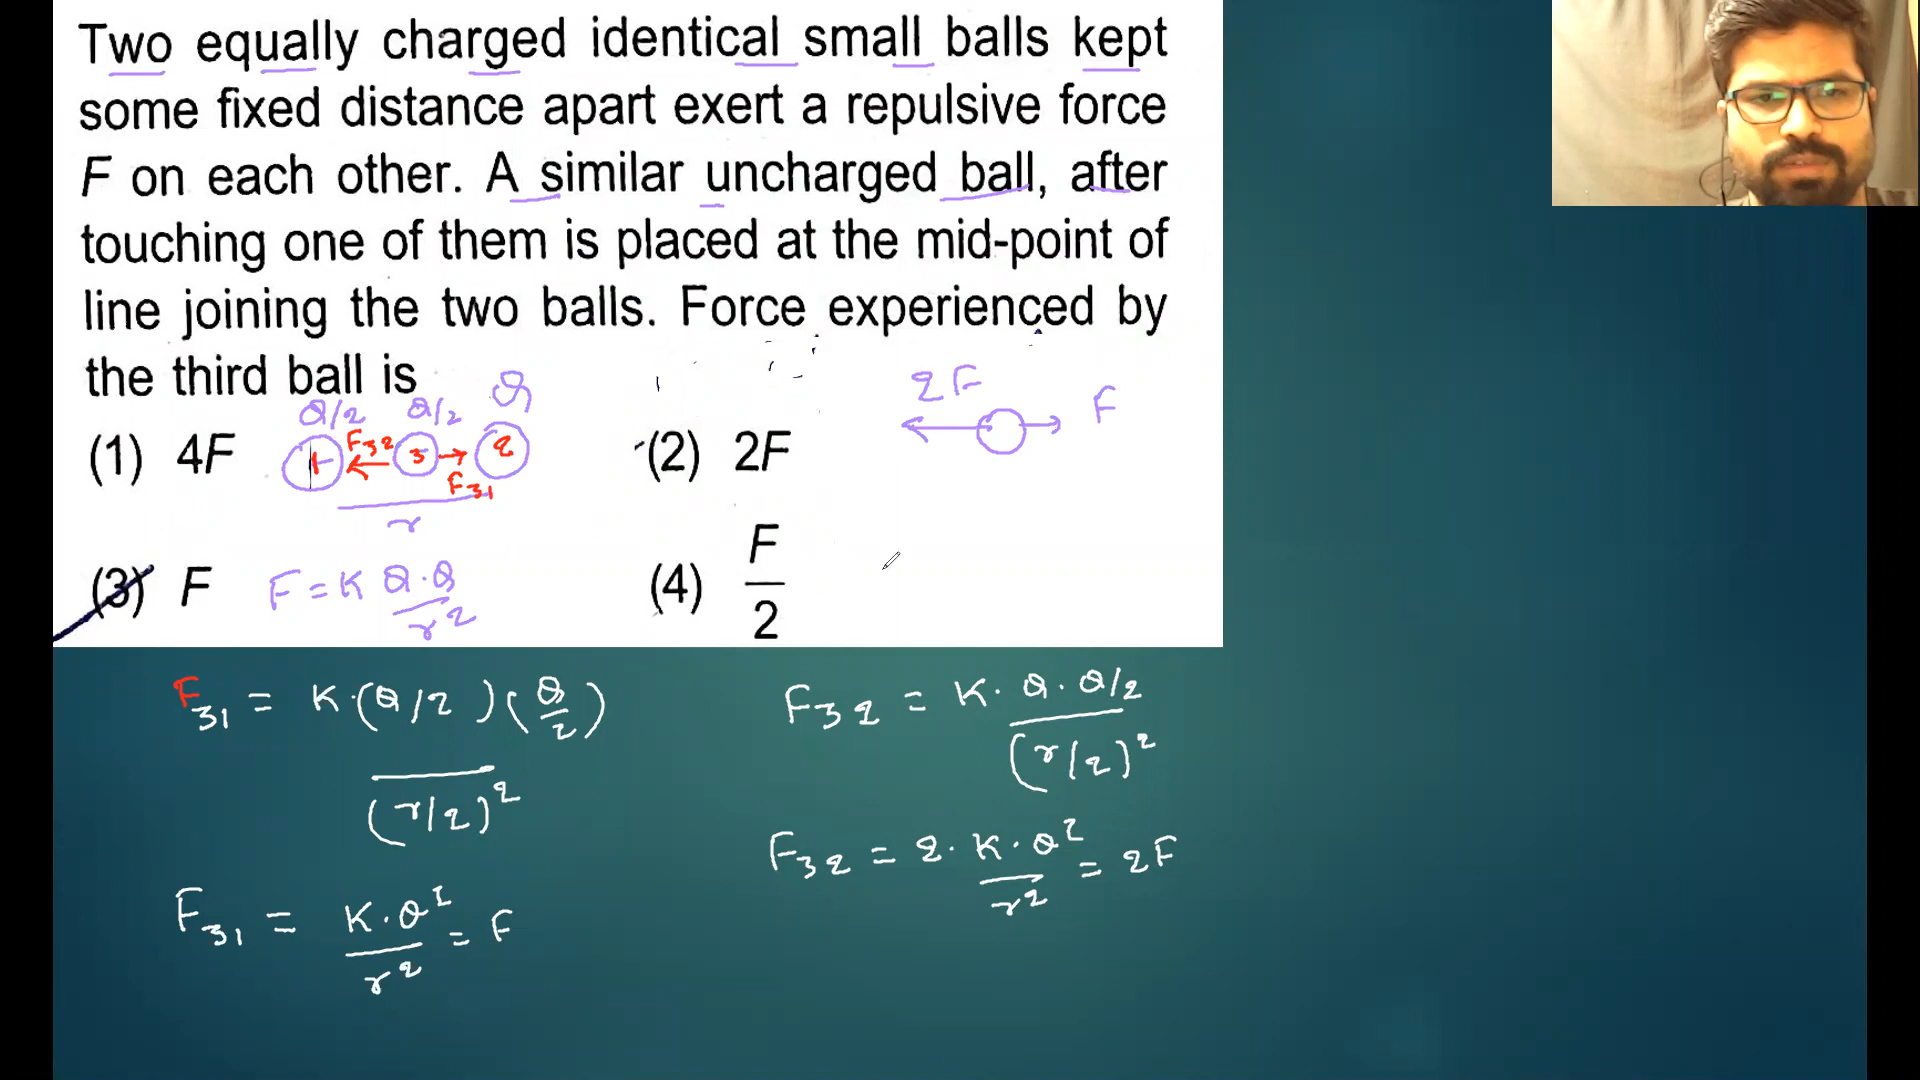 Two equally charged identical small balls kept
some fixed distance apart exert a repulsive force
F on each other. A similar uncharged ball, after
touching one of them is placed at the mid-point of
line joining the two balls. Force experienced by
the third ball is
Q/2 Q/2 Q
2F F
(1) 4F
1 F32 3 2 F31
r
(2) 2F
(3) F
F = K Q·Q / r²
(4) F/2
F31 = K·(Q/2)(Q/2) / (r/2)²
F32 = K·Q·Q/2 / (r/2)²
F32 = 2·K·Q² / r² = 2F
F31 = K·Q² / r² = F